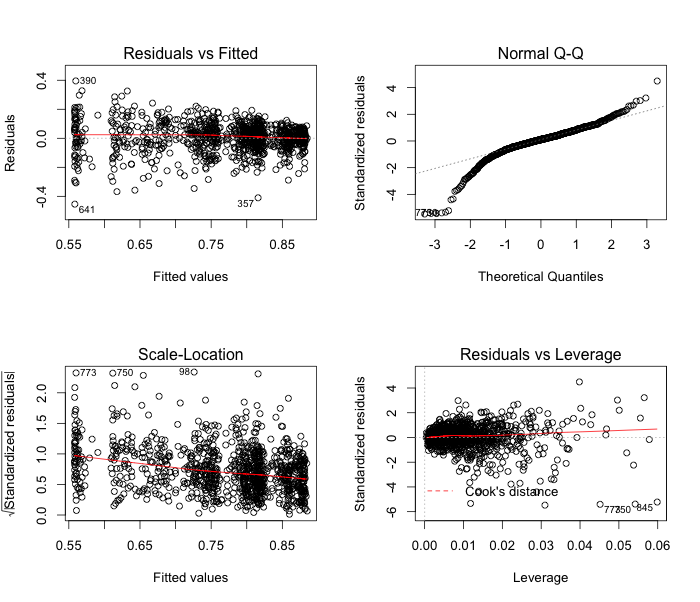 Residuals vs Fitted
Residuals
0.4
0.0
-0.4
390
641
357
0.55 0.65 0.75 0.85
Fitted values
Normal Q-Q
Standardized residuals
4
2
0
-2
-4
-3 -2 -1 0 1 2 3
Theoretical Quantiles
Scale-Location
√|Standardized residuals|
2.0
1.5
1.0
0.5
0.0
773
750
98
0.55 0.65 0.75 0.85
Fitted values
Residuals vs Leverage
Standardized residuals
4
2
0
-2
-4
-6
Cook's distance
773
750
845
0.00 0.01 0.02 0.03 0.04 0.05 0.06
Leverage